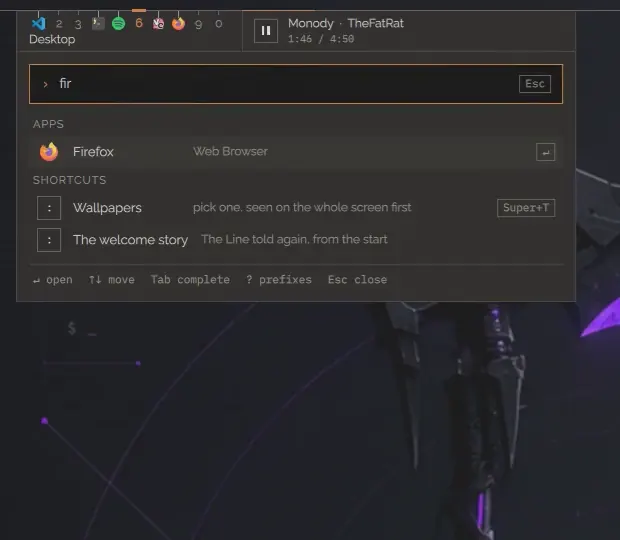 2 3 6 9 0
Desktop
Monody · TheFatRat
1:46 / 4:50
› fir Esc
APPS
Firefox Web Browser ↵
SHORTCUTS
: Wallpapers pick one, seen on the whole screen first Super+T
: The welcome story The Line told again, from the start
↵ open ↑↓ move Tab complete ? prefixes Esc close
$ _